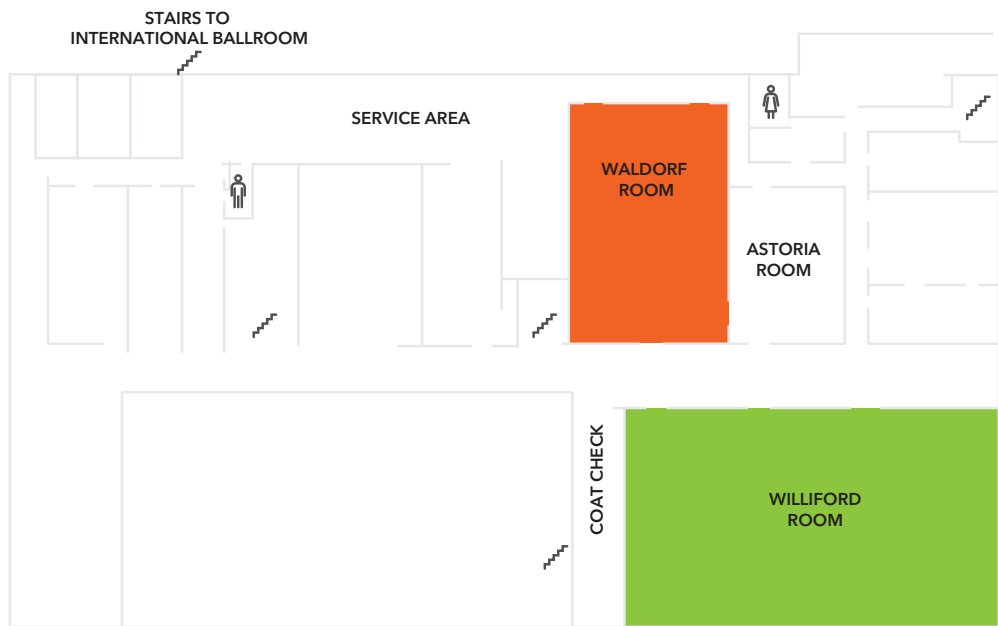 STAIRS TO
INTERNATIONAL BALLROOM
SERVICE AREA
WALDORF
ROOM
ASTORIA
ROOM
COAT CHECK
WILLIFORD
ROOM